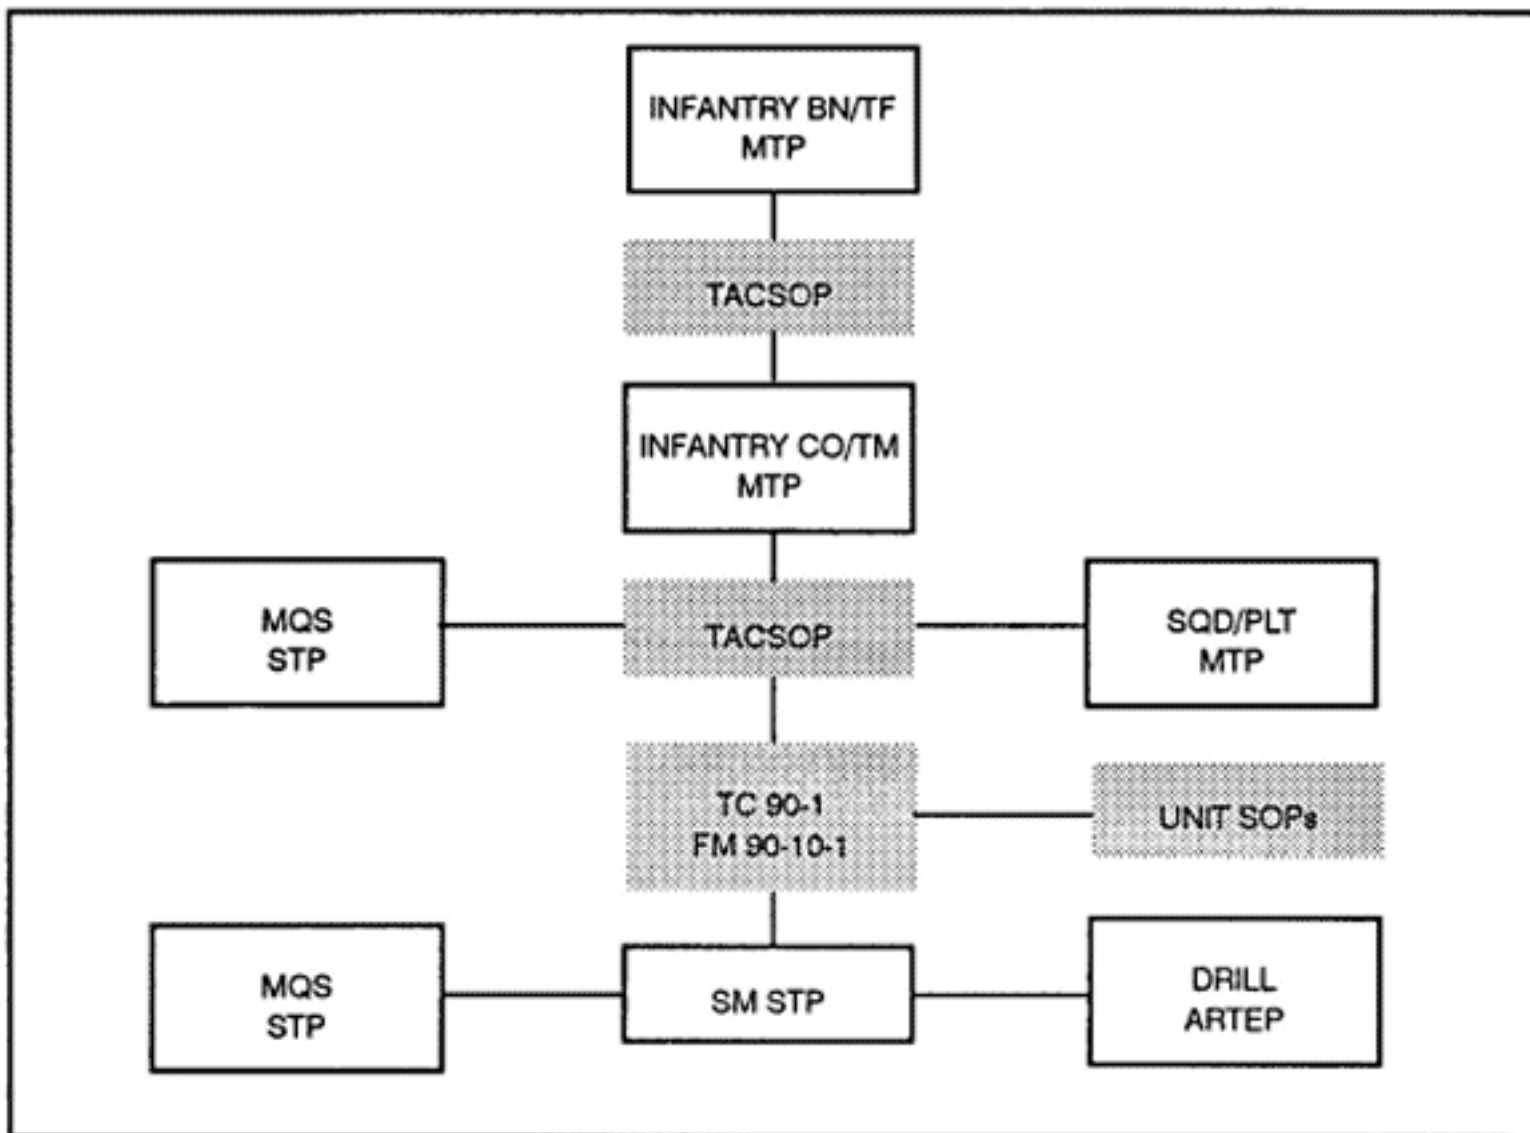 INFANTRY BN/TF
MTP
TACSOP
INFANTRY CO/TM
MTP
MQS
STP
TACSOP
SQD/PLT
MTP
TC 90-1
FM 90-10-1
UNIT SOPs
MQS
STP
SM STP
DRILL
ARTEP